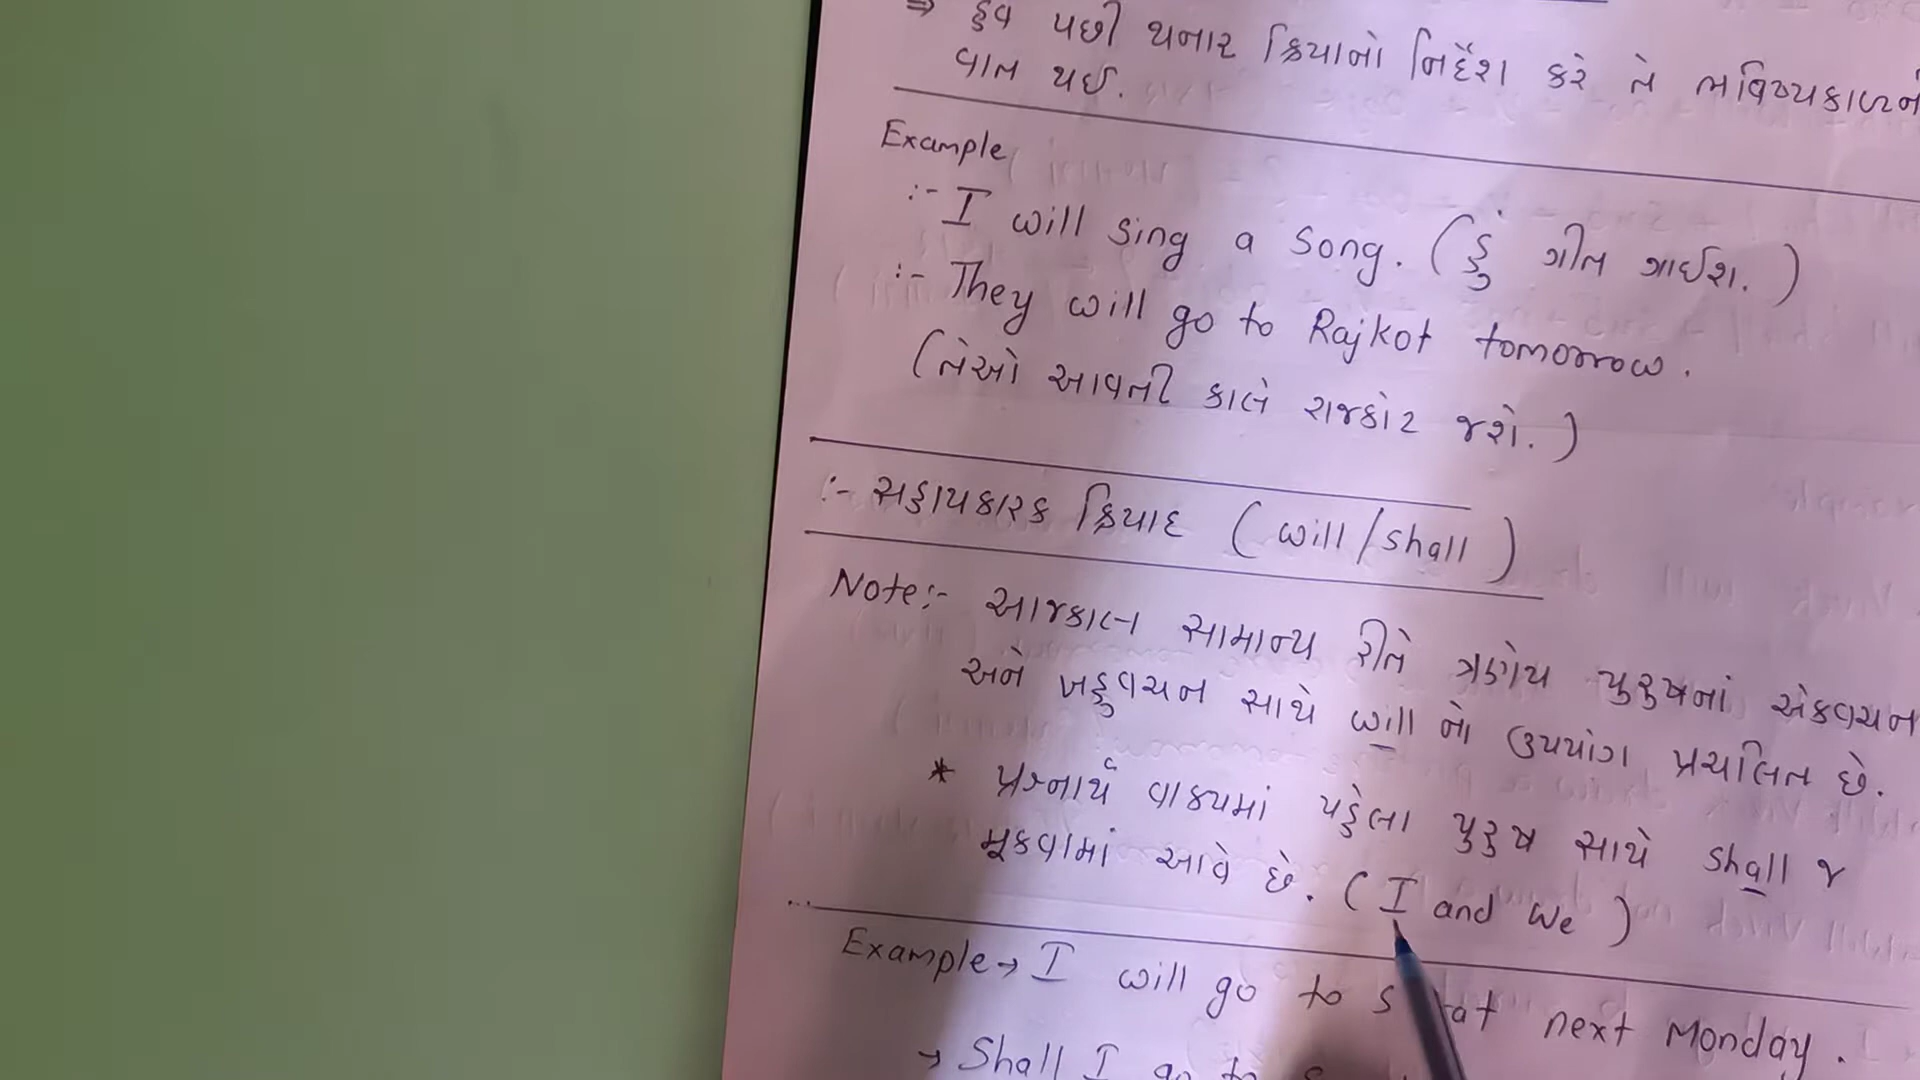 ⇒ હવે પછી થનાર ક્રિયાનો નિર્દેશ કરે તે ભવિષ્યકાળની
વાત થઈ.
Example
:- I will sing a song. (હું ગીત ગાઈશ.)
:- They will go to Rajkot tomorrow.
(તેઓ આવતી કાલે રાજકોટ જશે.)
:- સહાયકારક ક્રિયાદ (will/shall)
Note:- આજકાલ સામાન્ય રીતે ત્રણેય પુરુષનાં એકવચન
અને બહુવચન સાથે will નો ઉપયોગ પ્રચલિત છે.
* પ્રશ્નાર્થ વાક્યમાં પહેલા પુરુષ સાથે shall જ
મૂકવામાં આવે છે. (I and we)
Example → I will go to next Monday.
→ Shall I go to